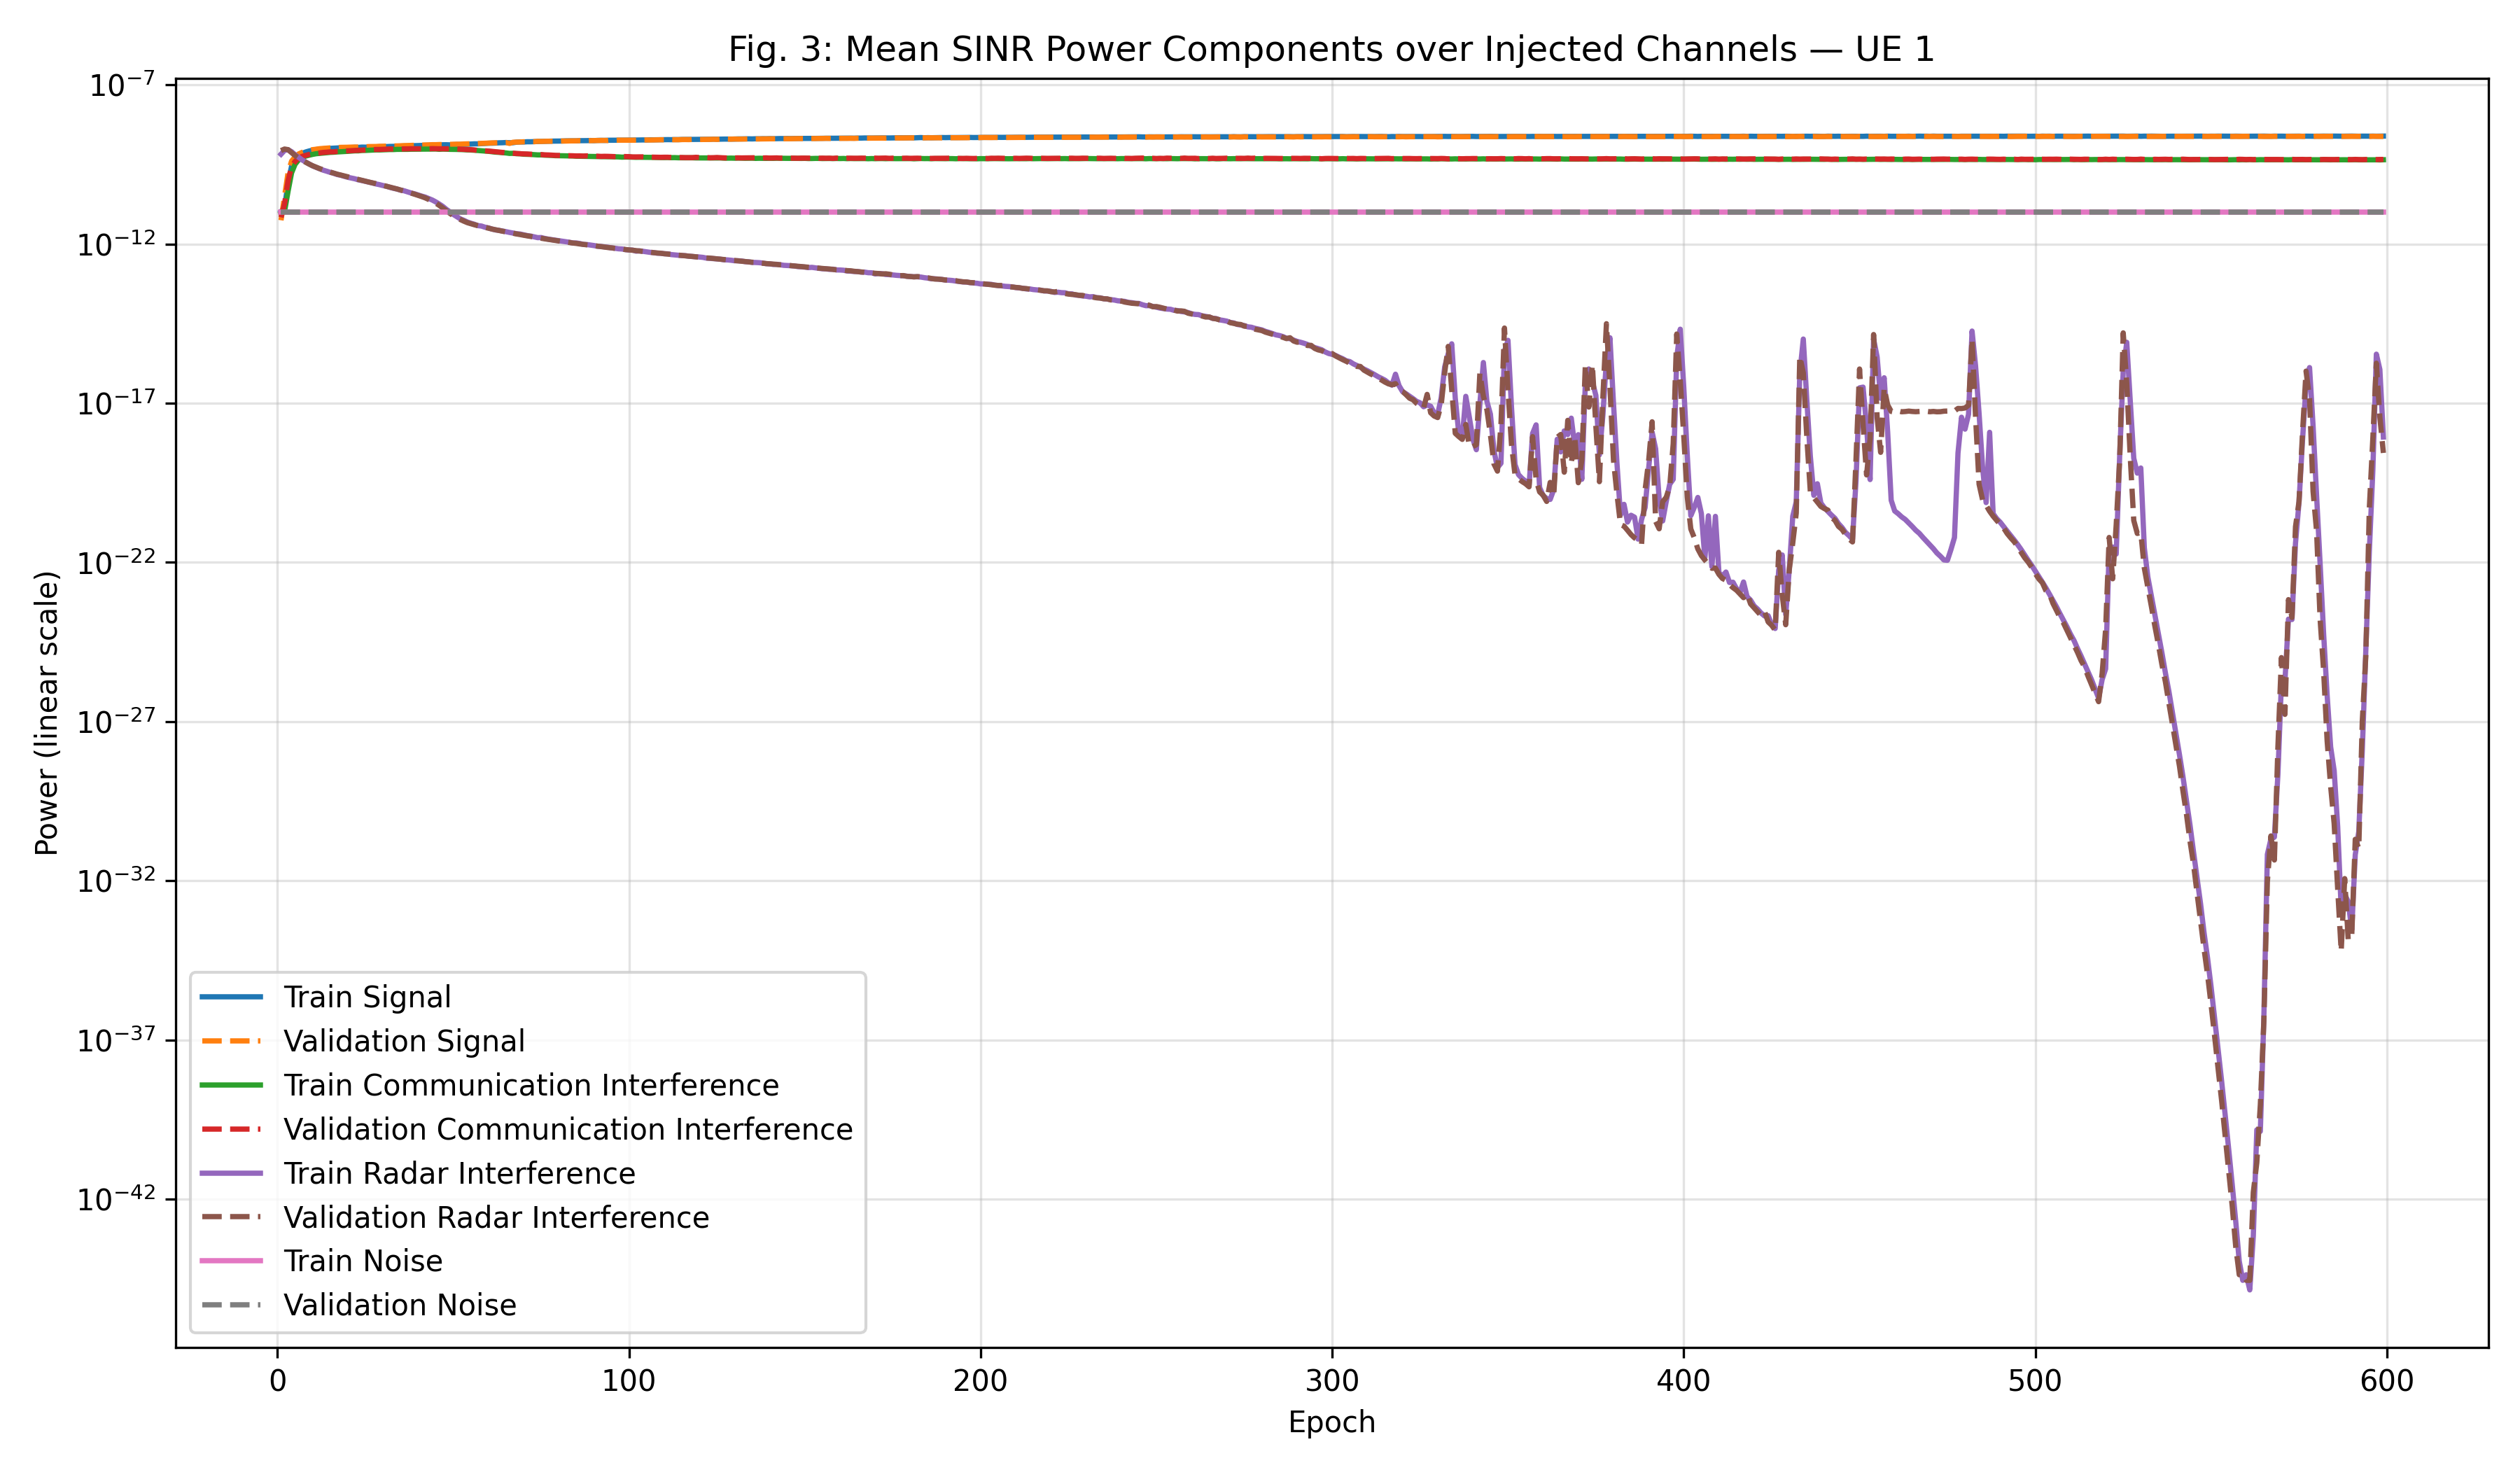 Fig. 3: Mean SINR Power Components over Injected Channels — UE 1
Power (linear scale)
10⁻⁷
10⁻¹²
10⁻¹⁷
10⁻²²
10⁻²⁷
10⁻³²
10⁻³⁷
10⁻⁴²
Train Signal
Validation Signal
Train Communication Interference
Validation Communication Interference
Train Radar Interference
Validation Radar Interference
Train Noise
Validation Noise
0 100 200 300 400 500 600
Epoch